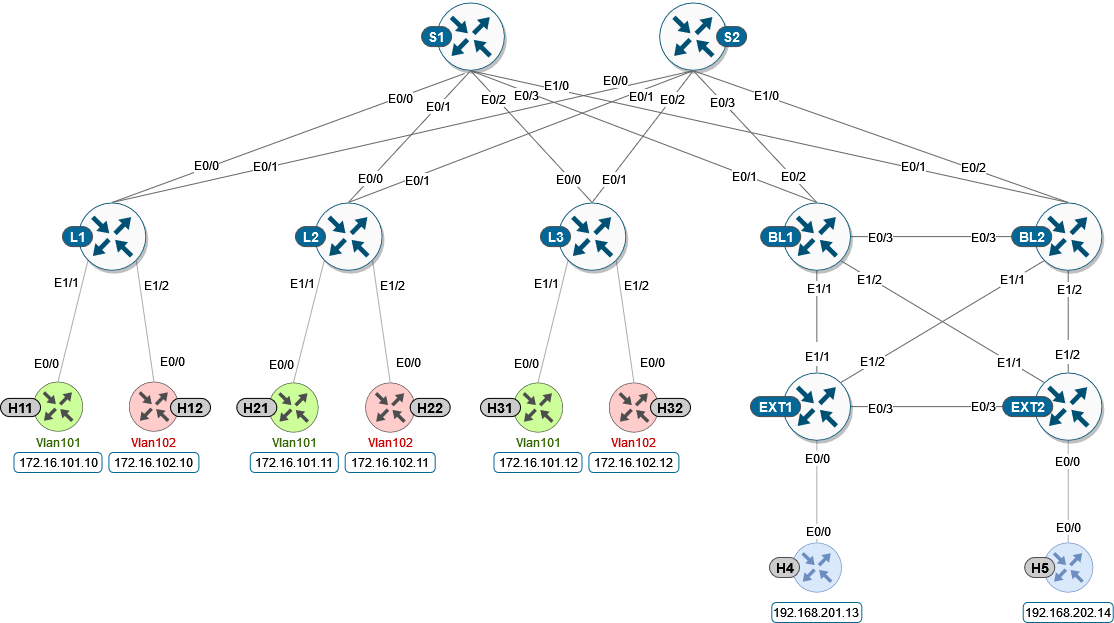 S1
S2
E0/0
E0/1
E0/2
E0/3
E1/0
E0/0
E0/1
E0/2
E0/3
E1/0
E0/0
E0/1
E0/0
E0/1
E0/0
E0/1
E0/1
E0/2
E0/1
E0/2
L1
L2
L3
BL1
E0/3
E0/3
BL2
E1/1
E1/2
E1/1
E1/2
E1/1
E1/2
E1/1
E1/2
E1/1
E1/2
E0/0
E0/0
E0/0
E0/0
E0/0
E0/0
E1/1
E1/2
E1/1
E1/2
H11
H12
H21
H22
H31
H32
EXT1
E0/3
E0/3
EXT2
Vlan101
Vlan102
Vlan101
Vlan102
Vlan101
Vlan102
172.16.101.10
172.16.102.10
172.16.101.11
172.16.102.11
172.16.101.12
172.16.102.12
E0/0
E0/0
E0/0
E0/0
H4
H5
192.168.201.13
192.168.202.14